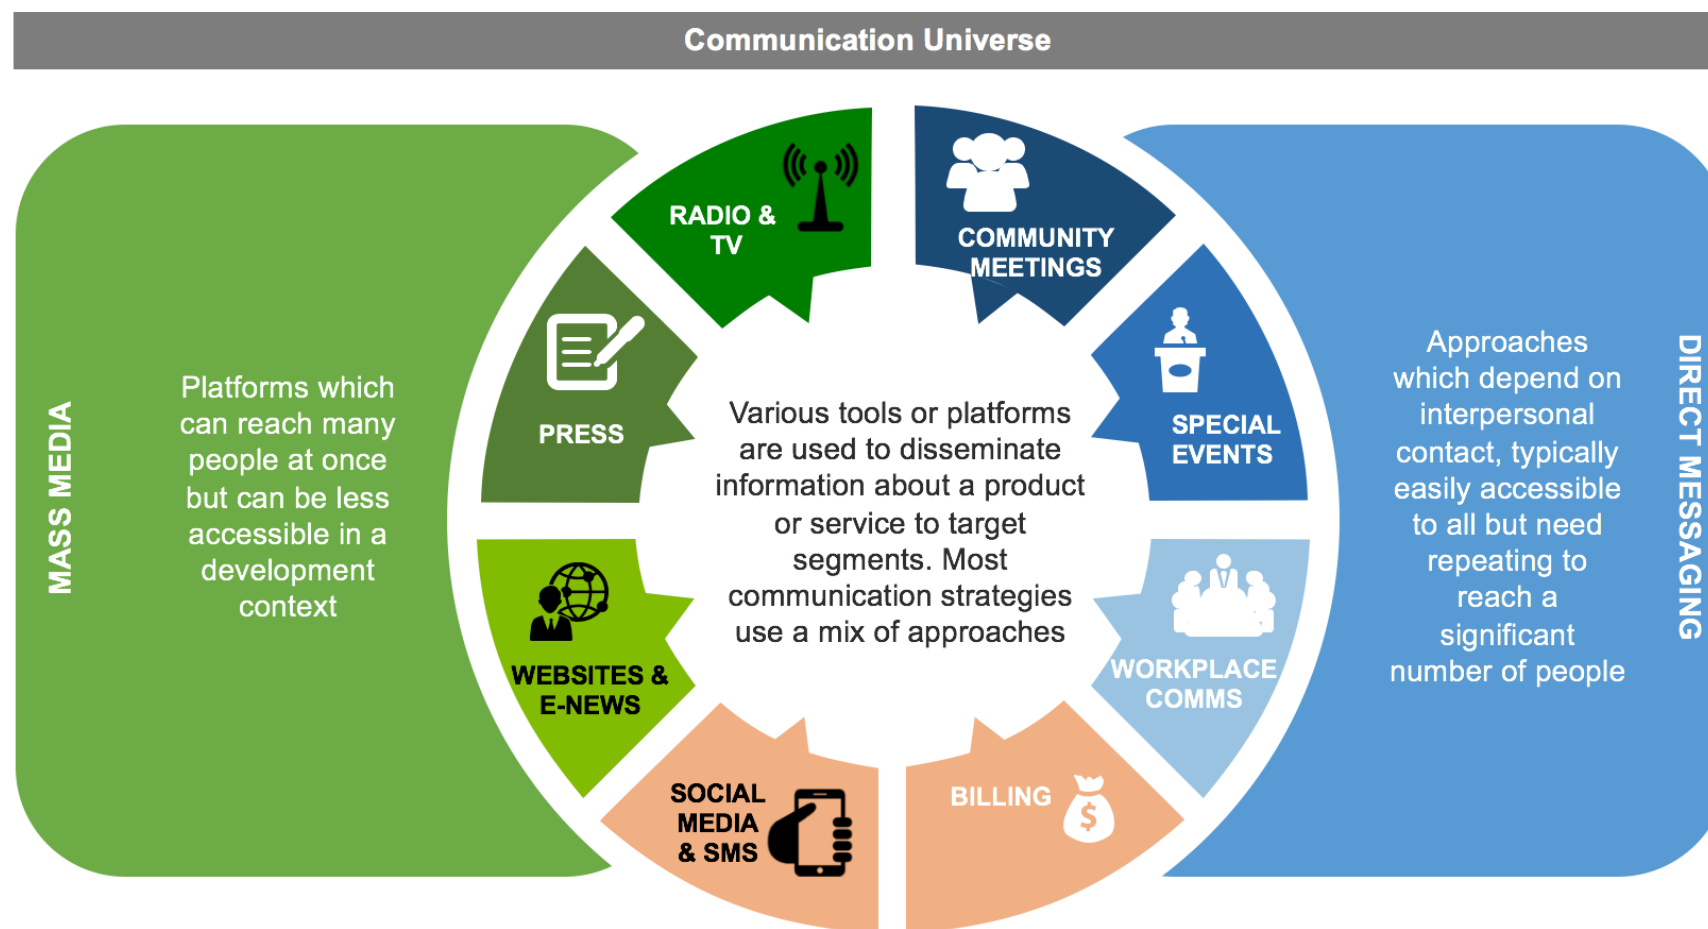 Communication Universe
MASS MEDIA
Platforms which
can reach many
people at once
but can be less
accessible in a
development
context
RADIO &
TV
PRESS
WEBSITES &
E-NEWS
SOCIAL
MEDIA
& SMS
Various tools or platforms
are used to disseminate
information about a product
or service to target
segments. Most
communication strategies
use a mix of approaches
COMMUNITY
MEETINGS
SPECIAL
EVENTS
WORKPLACE
COMMS
BILLING
$
Approaches
which depend on
interpersonal
contact, typically
easily accessible
to all but need
repeating to
reach a
significant
number of people
DIRECT MESSAGING